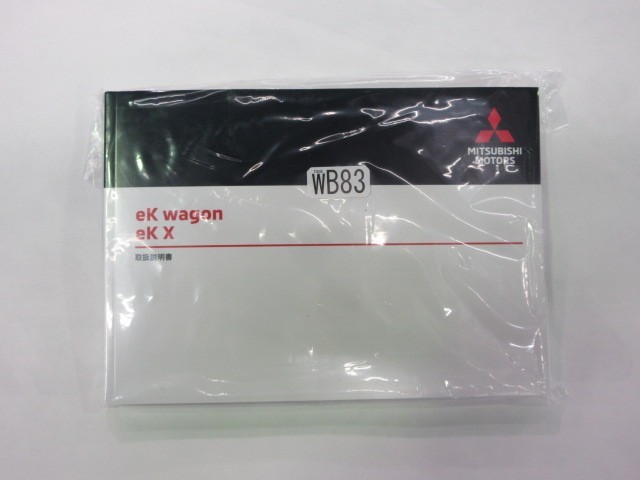 MITSUBISHI
MOTORS
WB83
eK wagon
eK X
取扱説明書